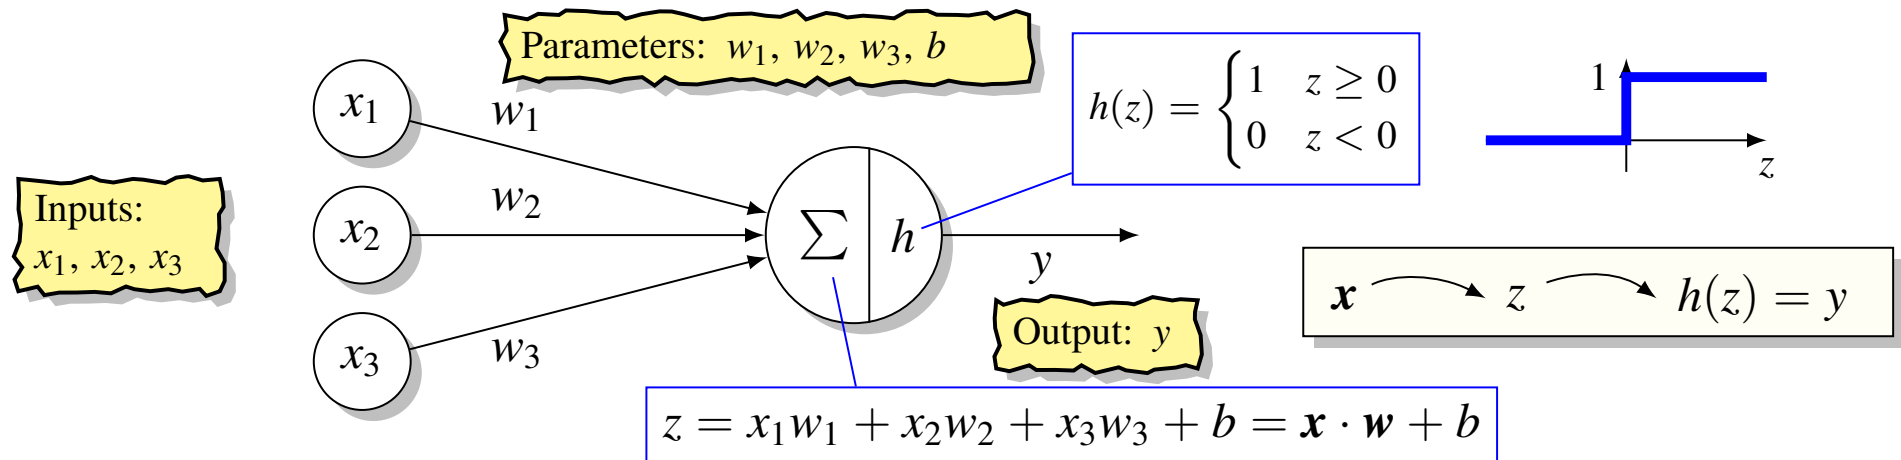 Parameters: w₁, w₂, w₃, b
h(z) = { 1 z ≥ 0
0 z < 0
1
z
x₁
w₁
Inputs:
x₁, x₂, x₃
x₂
w₂
∑ h
y
x₃
w₃
Output: y
𝒙 z h(z) = y
z = x₁w₁ + x₂w₂ + x₃w₃ + b = 𝒙 · 𝒘 + b